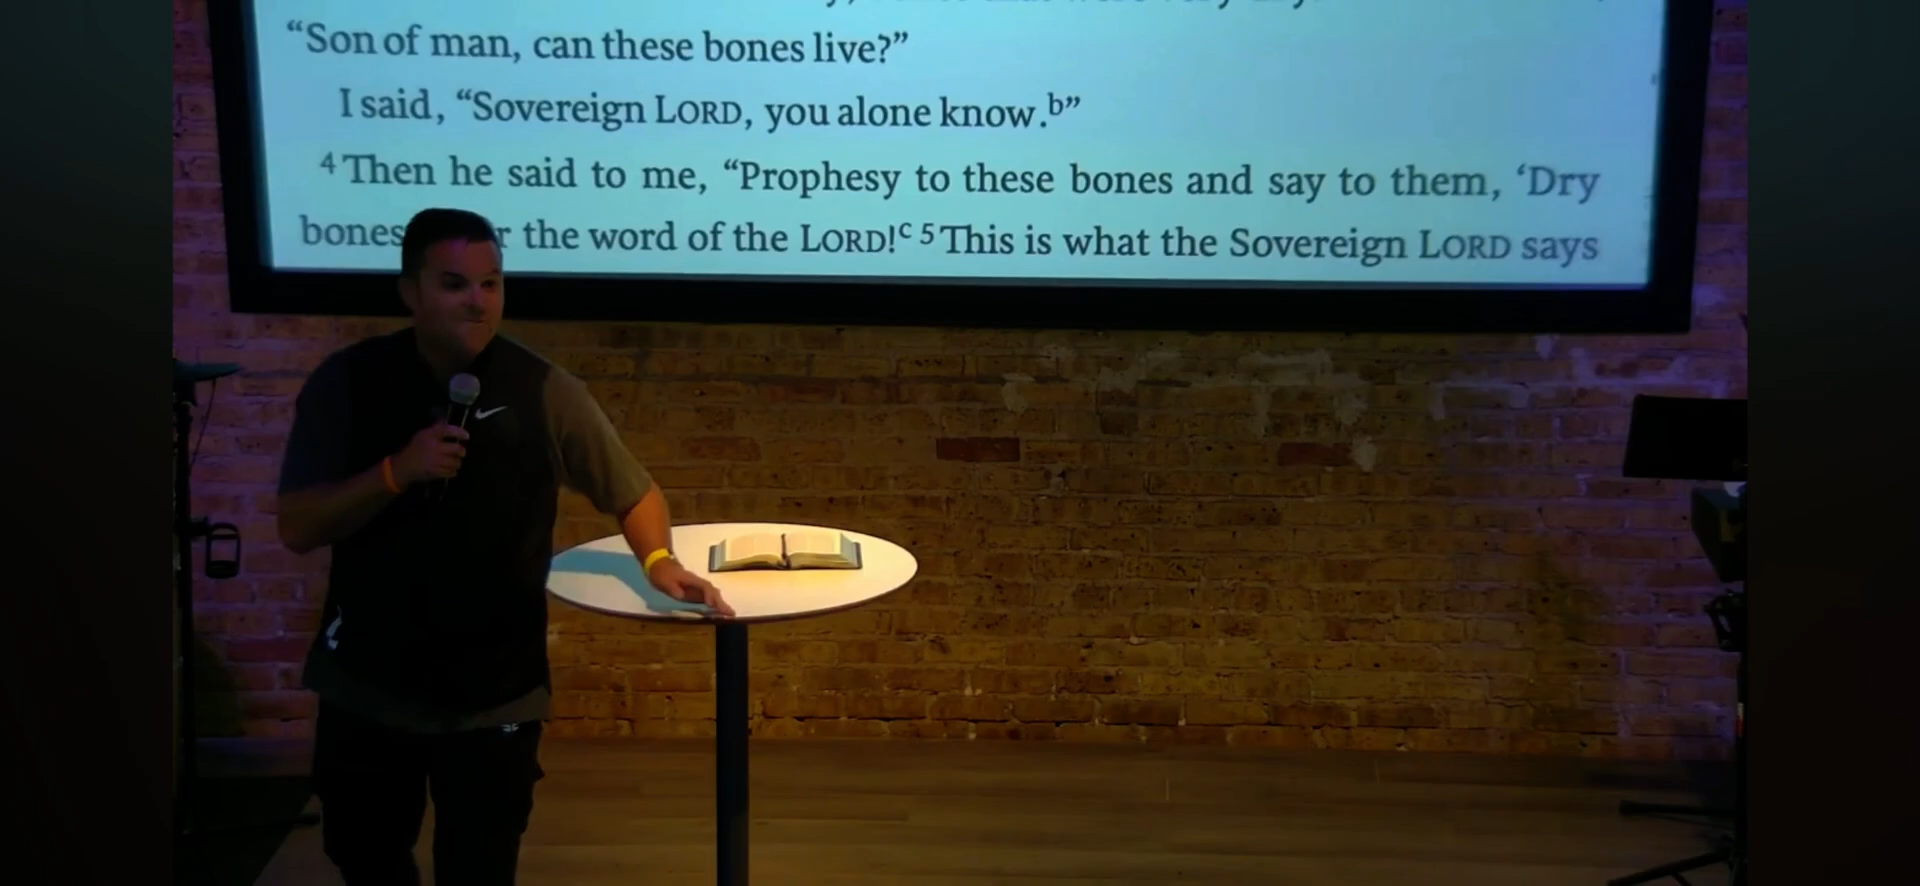 “Son of man, can these bones live?”
I said, “Sovereign LORD, you alone know.b”
4 Then he said to me, “Prophesy to these bones and say to them, ‘Dry
bones r the word of the LORD!c 5 This is what the Sovereign LORD says